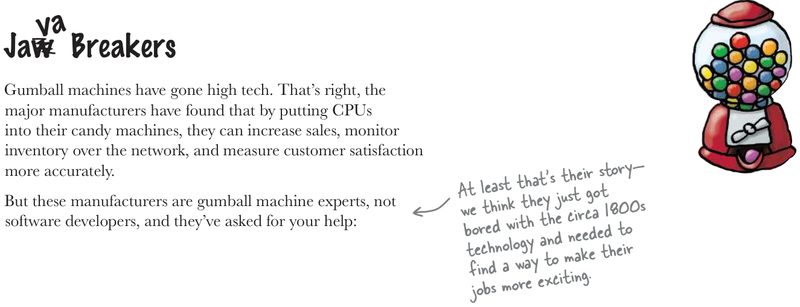 va
Jaw Breakers
Gumball machines have gone high tech. That’s right, the
major manufacturers have found that by putting CPUs
into their candy machines, they can increase sales, monitor
inventory over the network, and measure customer satisfaction
more accurately.
But these manufacturers are gumball machine experts, not
software developers, and they’ve asked for your help:
At least that’s their story—
we think they just got
bored with the circa 1800s
technology and needed to
find a way to make their
jobs more exciting.